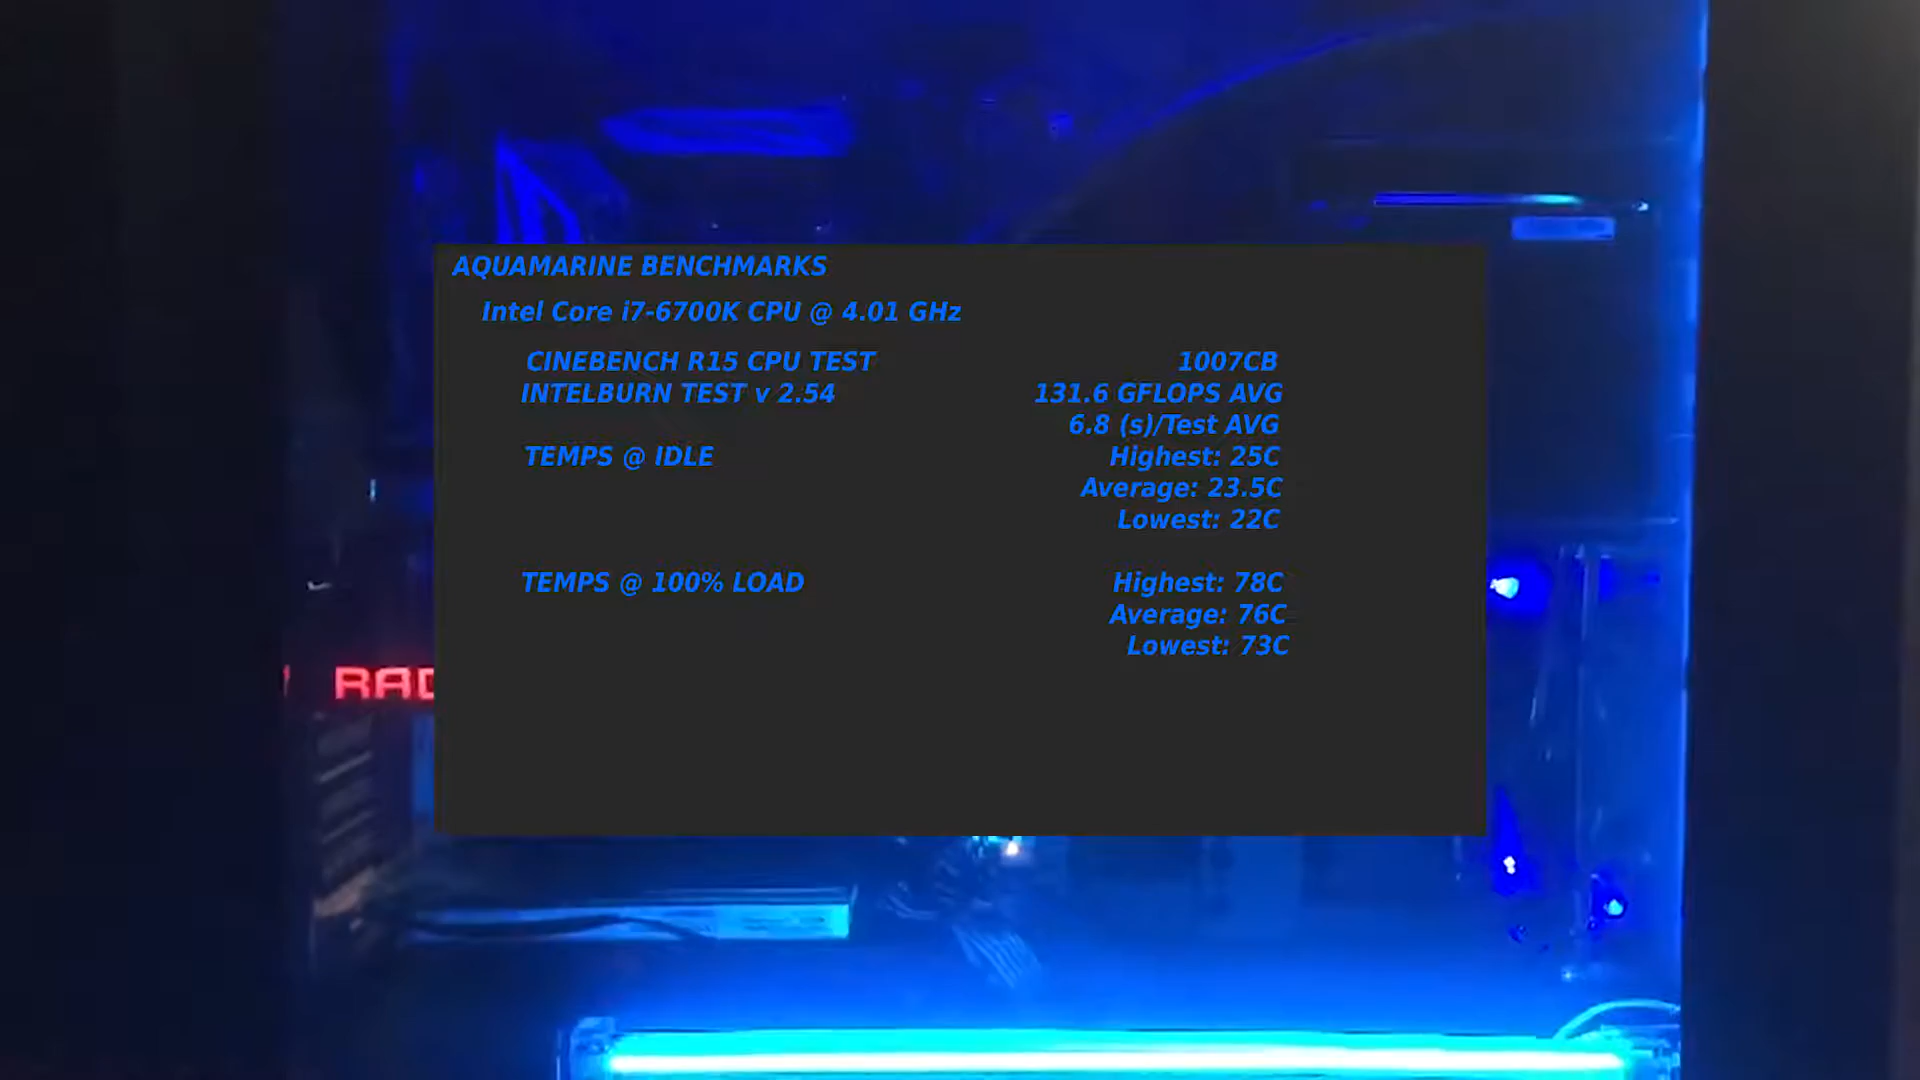 AQUAMARINE BENCHMARKS
Intel Core i7-6700K CPU @ 4.01 GHz
CINEBENCH R15 CPU TEST 1007CB
INTELBURN TEST v 2.54 131.6 GFLOPS AVG
6.8 (s)/Test AVG
TEMPS @ IDLE Highest: 25C
Average: 23.5C
Lowest: 22C
TEMPS @ 100% LOAD Highest: 78C
Average: 76C
Lowest: 73C